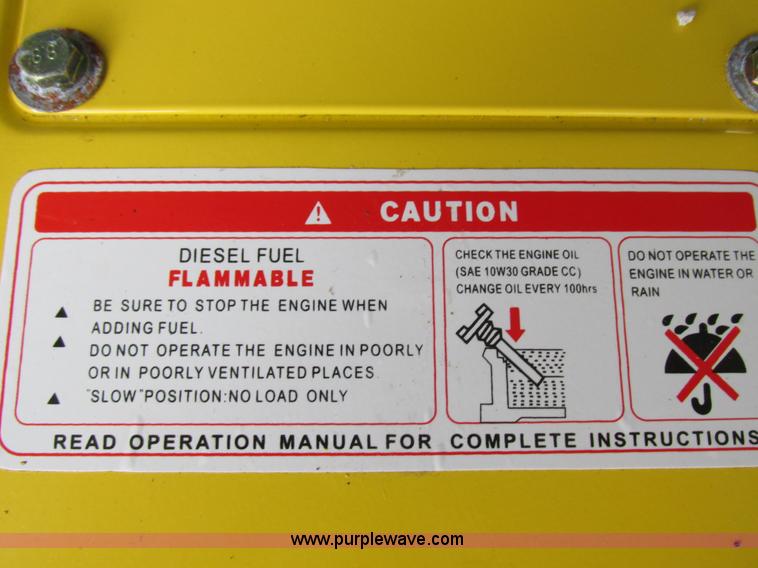 8.8
CAUTION
DIESEL FUEL
FLAMMABLE
BE SURE TO STOP THE ENGINE WHEN
ADDING FUEL.
DO NOT OPERATE THE ENGINE IN POORLY
OR IN POORLY VENTILATED PLACES
"SLOW"POSITION:NO LOAD ONLY
CHECK THE ENGINE OIL
(SAE 10W30 GRADE CC)
CHANGE OIL EVERY 100hrs
DO NOT OPERATE THE
ENGINE IN WATER OR
RAIN
READ OPERATION MANUAL FOR COMPLETE INSTRUCTIONS
www.purplewave.com